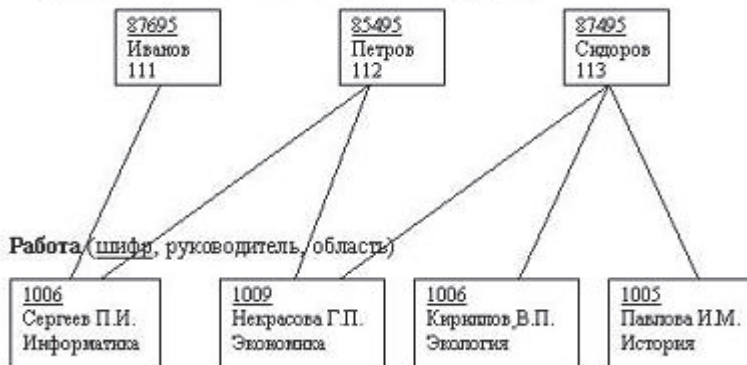 87695
Иванов
111
85495
Петров
112
87495
Сидоров
113
Работа (шифр, руководитель, область)
1006
Сергеев П.И.
Информатика
1009
Некрасова Г.П.
Экономика
1006
Кириллов В.П.
Экология
1005
Павлова И.М.
История